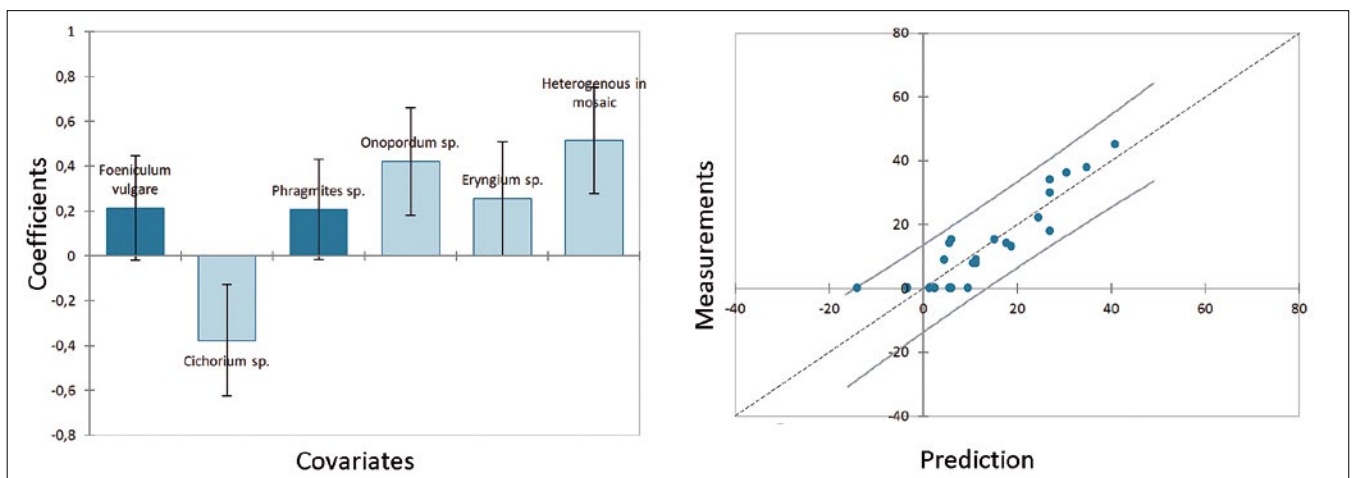 1
0,8
0,6
0,4
0,2
0
-0,2
-0,4
-0,6
-0,8
Coefficients
Foeniculum
vulgare
Cichorium sp.
Phragmites sp.
Onopordum sp.
Eryngium sp.
Heterogenous in
mosaic
Covariates
80
60
40
20
0
-20
-40
-40
-20
0
20
40
60
80
Measurements
Prediction